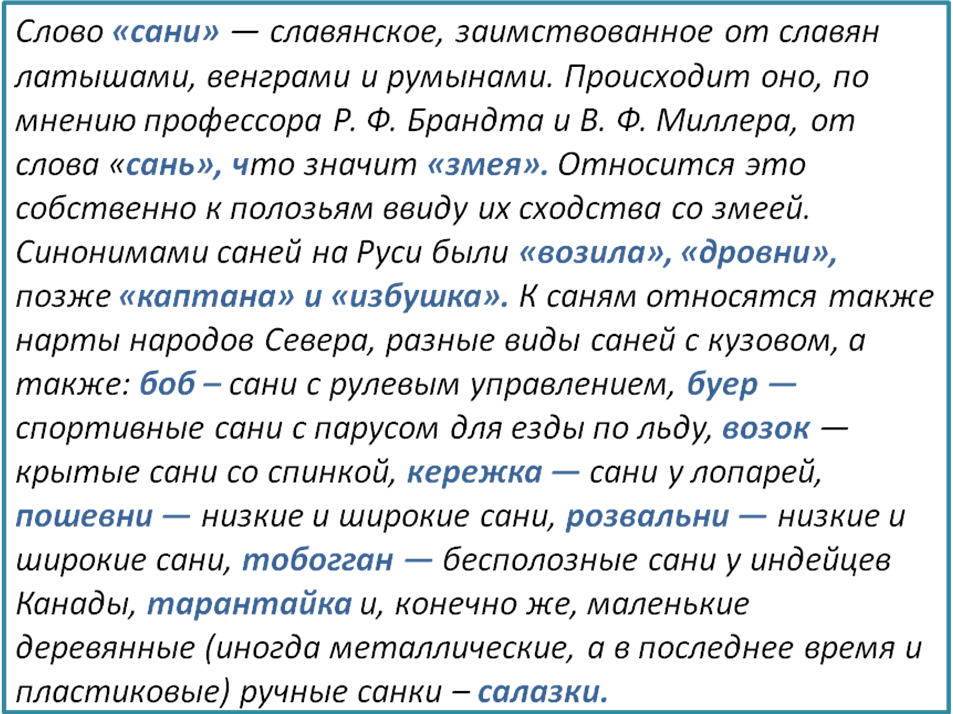 Слово «сани» — славянское, заимствованное от славян
латышами, венграми и румынами. Происходит оно, по
мнению профессора Р. Ф. Брандта и В. Ф. Миллера, от
слова «сань», что значит «змея». Относится это
собственно к полозьям ввиду их сходства со змеей.
Синонимами саней на Руси были «возила», «дровни»,
позже «каптана» и «избушка». К саням относятся также
нарты народов Севера, разные виды саней с кузовом, а
также: боб – сани с рулевым управлением, буер —
спортивные сани с парусом для езды по льду, возок —
крытые сани со спинкой, кережка — сани у лопарей,
пошевни — низкие и широкие сани, розвальни — низкие и
широкие сани, тобогган — бесполозные сани у индейцев
Канады, тарантайка и, конечно же, маленькие
деревянные (иногда металлические, а в последнее время и
пластиковые) ручные санки – салазки.